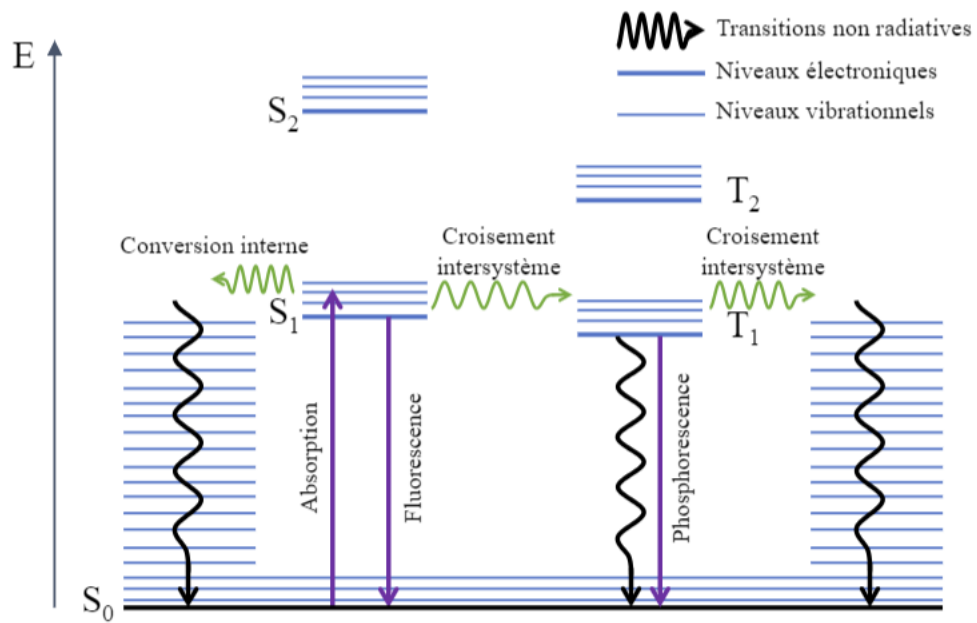 Transitions non radiatives
E
Niveaux électroniques
S2
Niveaux vibrationnels
T2
Conversion interne
Croisement
intersystème
Croisement
intersystème
S1
T1
Absorption
Fluorescence
Phosphorescence
S0